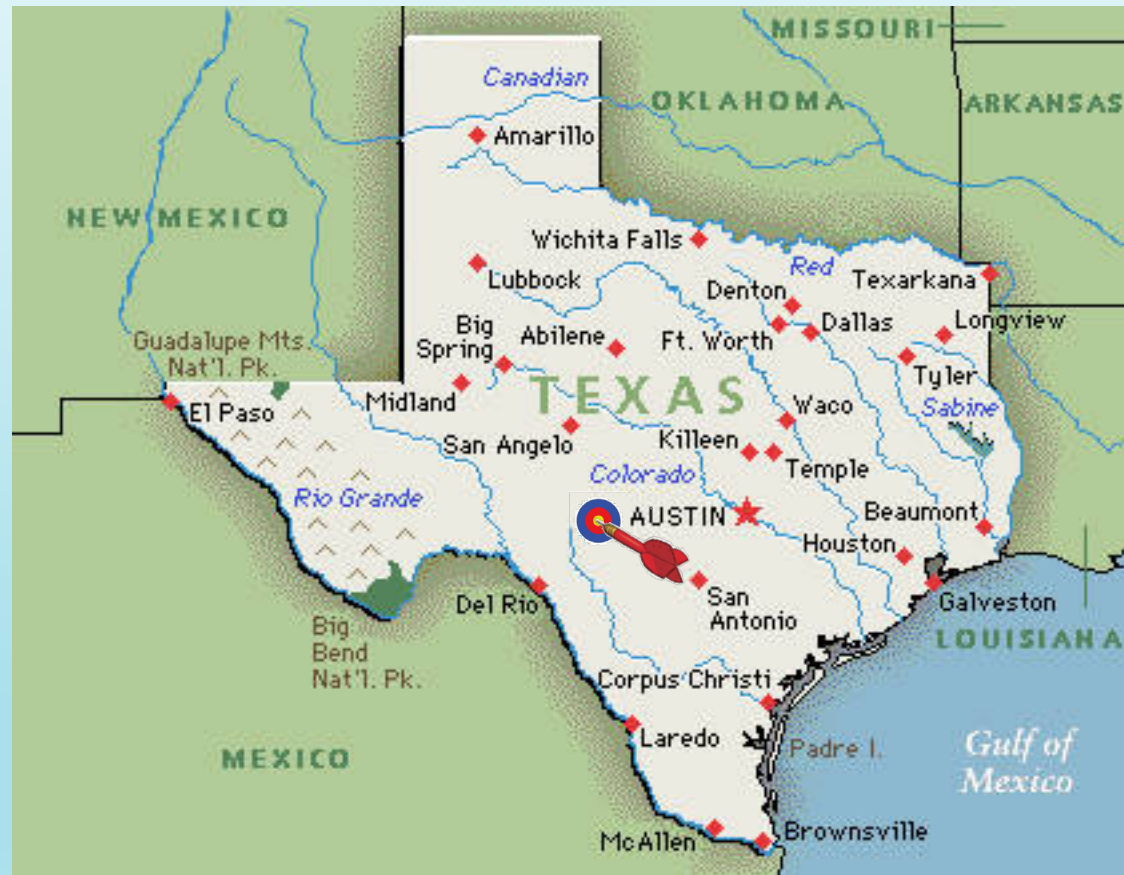 MISSOURI
Canadian
OKLAHOMA
ARKANSAS
Amarillo
NEW MEXICO
Wichita Falls
Red
Texarkana
Lubbock
Denton
Big
Spring
Abilene
Ft. Worth
Dallas
Longview
Guadalupe Mts.
Nat'l. Pk.
Tyler
El Paso
Midland
TEXAS
Waco
Sabine
San Angelo
Killeen
Temple
Colorado
Rio Grande
AUSTIN
Beaumont
Houston
Del Rio
San
Antonio
Galveston
LOUISIANA
Big
Bend
Nat'l. Pk.
Corpus Christi
Laredo
Padre I.
Gulf of
Mexico
MEXICO
McAllen
Brownsville